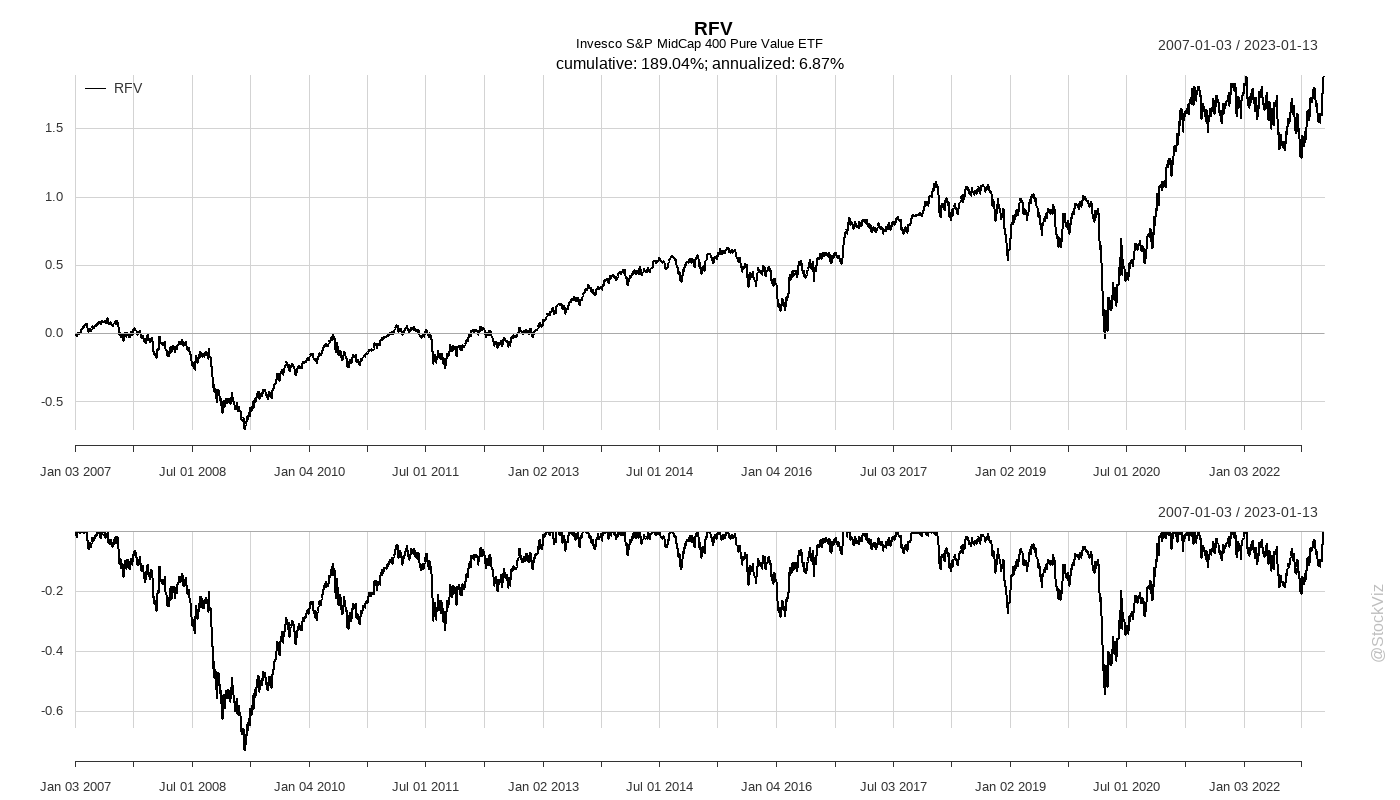 RFV
Invesco S&P MidCap 400 Pure Value ETF
cumulative: 189.04%; annualized: 6.87%
2007-01-03 / 2023-01-13
RFV
1.5
1.0
0.5
0.0
-0.5
Jan 03 2007 Jul 01 2008 Jan 04 2010 Jul 01 2011 Jan 02 2013 Jul 01 2014 Jan 04 2016 Jul 03 2017 Jan 02 2019 Jul 01 2020 Jan 03 2022
2007-01-03 / 2023-01-13
-0.2
-0.4
-0.6
Jan 03 2007 Jul 01 2008 Jan 04 2010 Jul 01 2011 Jan 02 2013 Jul 01 2014 Jan 04 2016 Jul 03 2017 Jan 02 2019 Jul 01 2020 Jan 03 2022
@StockViz